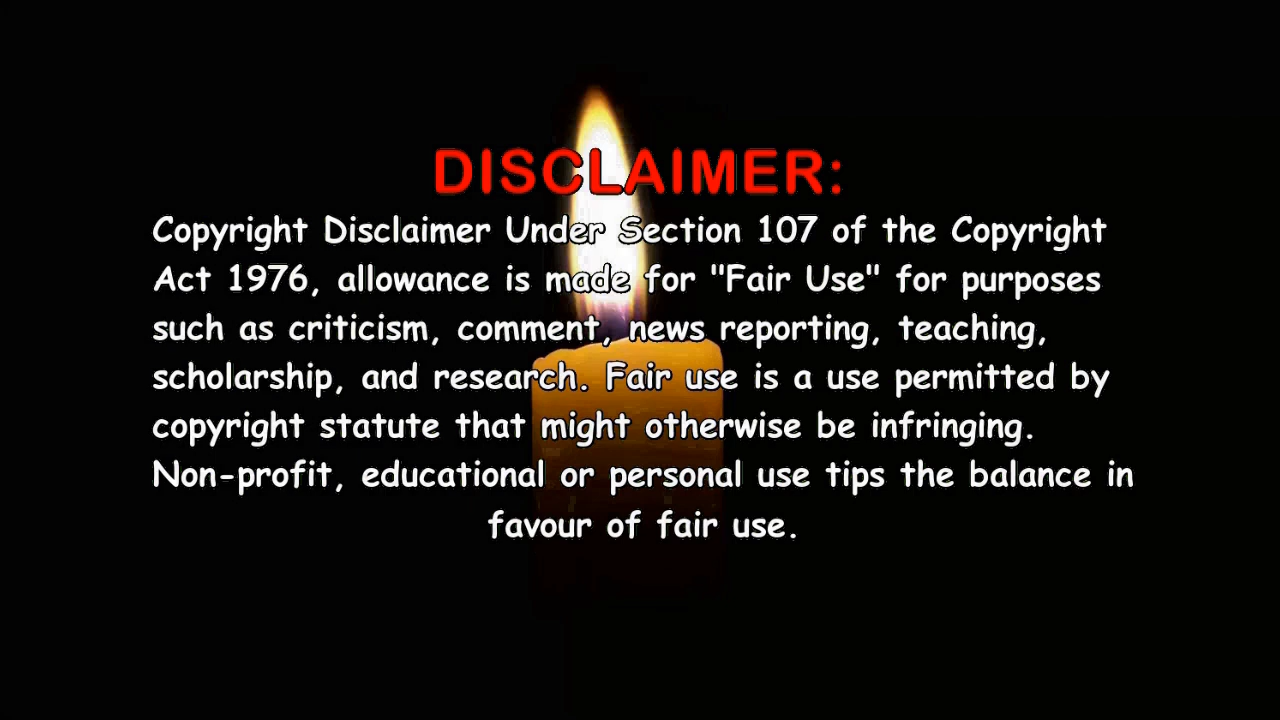 DISCLAIMER:
Copyright Disclaimer Under Section 107 of the Copyright
Act 1976, allowance is made for "Fair Use" for purposes
such as criticism, comment, news reporting, teaching,
scholarship, and research. Fair use is a use permitted by
copyright statute that might otherwise be infringing.
Non-profit, educational or personal use tips the balance in
favour of fair use.